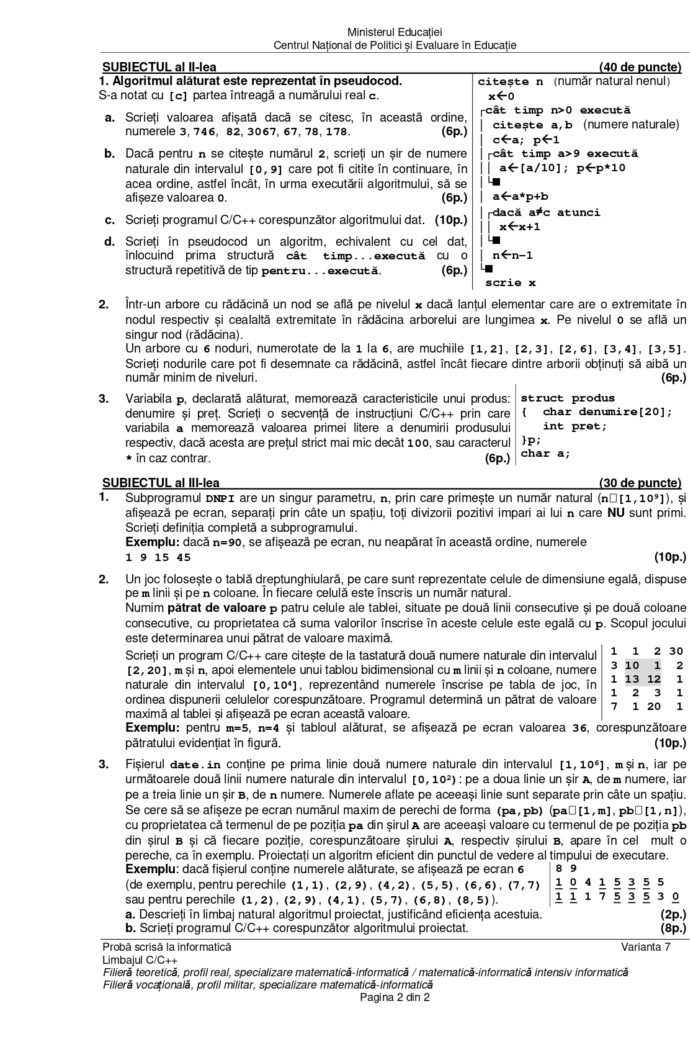 Ministerul Educației
Centrul Național de Politici și Evaluare în Educație
SUBIECTUL al II-lea (40 de puncte)
1. Algoritmul alăturat este reprezentat în pseudocod.
S-a notat cu [c] partea întreagă a numărului real c.
a. Scrieți valoarea afișată dacă se citesc, în această ordine,
numerele 3, 746, 82, 3067, 67, 78, 178. (6p.)
b. Dacă pentru n se citește numărul 2, scrieți un șir de numere
naturale din intervalul [0,9] care pot fi citite în continuare, în
acea ordine, astfel încât, în urma executării algoritmului, să se
afișeze valoarea 0. (6p.)
c. Scrieți programul C/C++ corespunzător algoritmului dat. (10p.)
d. Scrieți în pseudocod un algoritm, echivalent cu cel dat,
înlocuind prima structură cât timp...execută cu o
structură repetitivă de tip pentru...execută. (6p.)
citește n (număr natural nenul)
x←0
┌cât timp n>0 execută
│ citește a,b (numere naturale)
│ c←a; p←1
│┌cât timp a>9 execută
││ a←[a/10]; p←p*10
│└■
│ a←a*p+b
│┌dacă a≠c atunci
││ x←x+1
│└■
│ n←n-1
└■
scrie x
2. Într-un arbore cu rădăcină un nod se află pe nivelul x dacă lanțul elementar care are o extremitate în
nodul respectiv și cealaltă extremitate în rădăcina arborelui are lungimea x. Pe nivelul 0 se află un
singur nod (rădăcina).
Un arbore cu 6 noduri, numerotate de la 1 la 6, are muchiile [1,2], [2,3], [2,6], [3,4], [3,5].
Scrieți nodurile care pot fi desemnate ca rădăcină, astfel încât fiecare dintre arborii obținuți să aibă un
număr minim de niveluri. (6p.)
3. Variabila p, declarată alăturat, memorează caracteristicile unui produs:
denumire și preț. Scrieți o secvență de instrucțiuni C/C++ prin care
variabila a memorează valoarea primei litere a denumirii produsului
respectiv, dacă acesta are prețul strict mai mic decât 100, sau caracterul
* în caz contrar. (6p.)
struct produs
{ char denumire[20];
int pret;
}p;
char a;
SUBIECTUL al III-lea (30 de puncte)
1. Subprogramul DNPI are un singur parametru, n, prin care primește un număr natural (n□[1,10⁹]), și
afișează pe ecran, separați prin câte un spațiu, toți divizorii pozitivi impari ai lui n care NU sunt primi.
Scrieți definiția completă a subprogramului.
Exemplu: dacă n=90, se afișează pe ecran, nu neapărat în această ordine, numerele
1 9 15 45 (10p.)
2. Un joc folosește o tablă dreptunghiulară, pe care sunt reprezentate celule de dimensiune egală, dispuse
pe m linii și pe n coloane. În fiecare celulă este înscris un număr natural.
Numim pătrat de valoare p patru celule ale tablei, situate pe două linii consecutive și pe două coloane
consecutive, cu proprietatea că suma valorilor înscrise în aceste celule este egală cu p. Scopul jocului
este determinarea unui pătrat de valoare maximă.
Scrieți un program C/C++ care citește de la tastatură două numere naturale din intervalul
[2,20], m și n, apoi elementele unui tablou bidimensional cu m linii și n coloane, numere
naturale din intervalul [0,10⁴], reprezentând numerele înscrise pe tabla de joc, în
ordinea dispunerii celulelor corespunzătoare. Programul determină un pătrat de valoare
maximă al tablei și afișează pe ecran această valoare.
1 1 2 30
3 10 1 2
1 13 12 1
1 2 3 1
7 1 20 1
Exemplu: pentru m=5, n=4 și tabloul alăturat, se afișează pe ecran valoarea 36, corespunzătoare
pătratului evidențiat în figură. (10p.)
3. Fișierul date.in conține pe prima linie două numere naturale din intervalul [1,10⁶], m și n, iar pe
următoarele două linii numere naturale din intervalul [0,10²): pe a doua linie un șir A, de m numere, iar
pe a treia linie un șir B, de n numere. Numerele aflate pe aceeași linie sunt separate prin câte un spațiu.
Se cere să se afișeze pe ecran numărul maxim de perechi de forma (pa,pb) (pa□[1,m], pb□[1,n]),
cu proprietatea că termenul de pe poziția pa din șirul A are aceeași valoare cu termenul de pe poziția pb
din șirul B și că fiecare poziție, corespunzătoare șirului A, respectiv șirului B, apare în cel mult o
pereche, ca în exemplu. Proiectați un algoritm eficient din punctul de vedere al timpului de executare.
Exemplu: dacă fișierul conține numerele alăturate, se afișează pe ecran 6
(de exemplu, pentru perechile (1,1), (2,9), (4,2), (5,5), (6,6), (7,7)
sau pentru perechile (1,2), (2,9), (4,1), (5,7), (6,8), (8,5)).
8 9
1 0 4 1 5 3 5 5
1 1 1 7 5 3 5 3 0
a. Descrieți în limbaj natural algoritmul proiectat, justificând eficiența acestuia. (2p.)
b. Scrieți programul C/C++ corespunzător algoritmului proiectat. (8p.)
Probă scrisă la informatică Varianta 7
Limbajul C/C++
Filieră teoretică, profil real, specializare matematică-informatică / matematică-informatică intensiv informatică
Filieră vocațională, profil militar, specializare matematică-informatică
Pagina 2 din 2